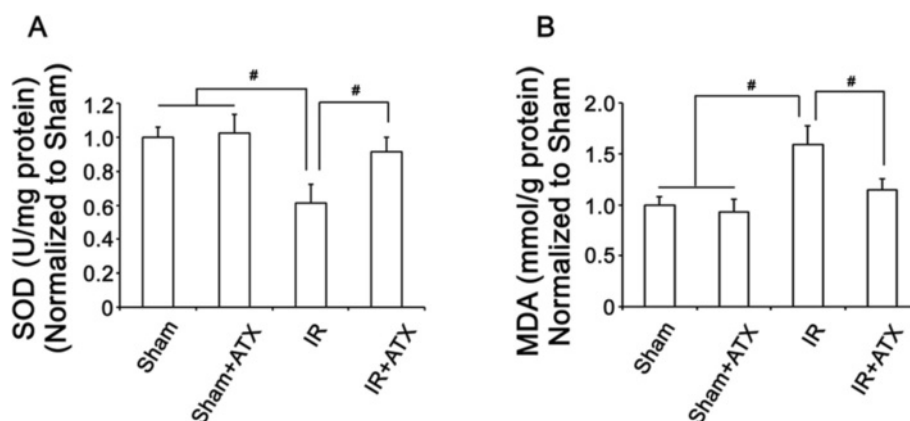 A
SOD (U/mg protein)
(Normalized to Sham)
#
#
1.2
1.0
0.8
0.6
0.4
0.2
0
Sham
Sham+ATX
IR
IR+ATX
B
MDA (mmol/g protein)
Normalized to Sham
#
#
2.0
1.5
1.0
0.5
0
Sham
Sham+ATX
IR
IR+ATX